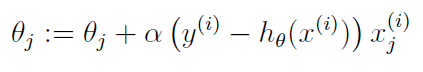 θ_j := θ_j + α (y^{(i)} − h_θ(x^{(i)})) x_j^{(i)}